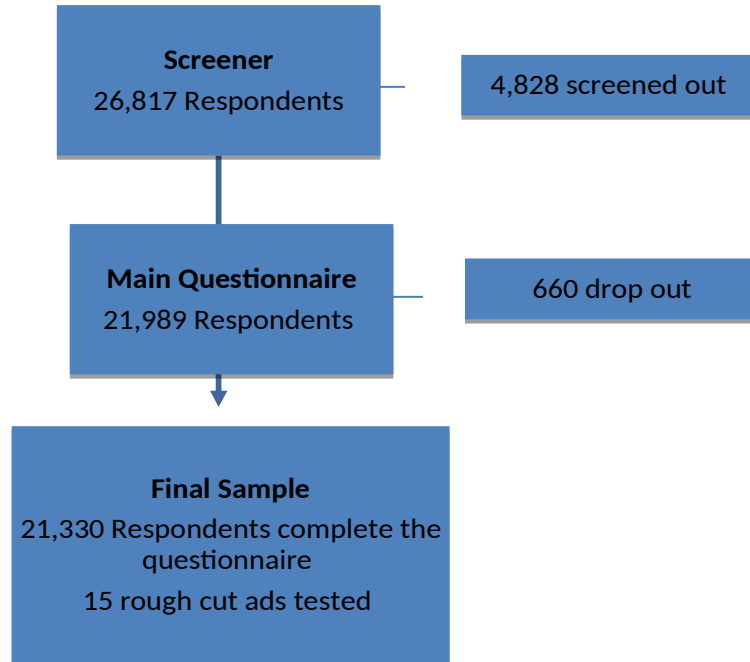 Screener
26,817 Respondents
4,828 screened out
Main Questionnaire
21,989 Respondents
660 drop out
Final Sample
21,330 Respondents complete the
questionnaire
15 rough cut ads tested